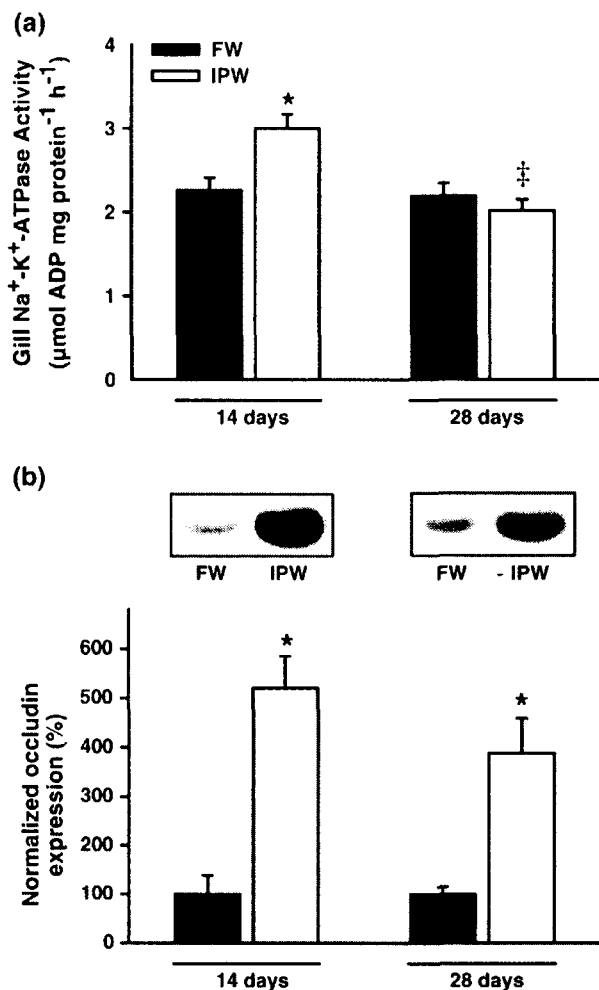 (a)
FW
IPW
Gill Na⁺-K⁺-ATPase Activity
(µmol ADP mg protein⁻¹ h⁻¹)
4
3
2
1
0
*
‡
14 days
28 days
(b)
FW IPW
FW - IPW
Normalized occludin
expression (%)
600
500
400
300
200
100
0
*
*
14 days
28 days